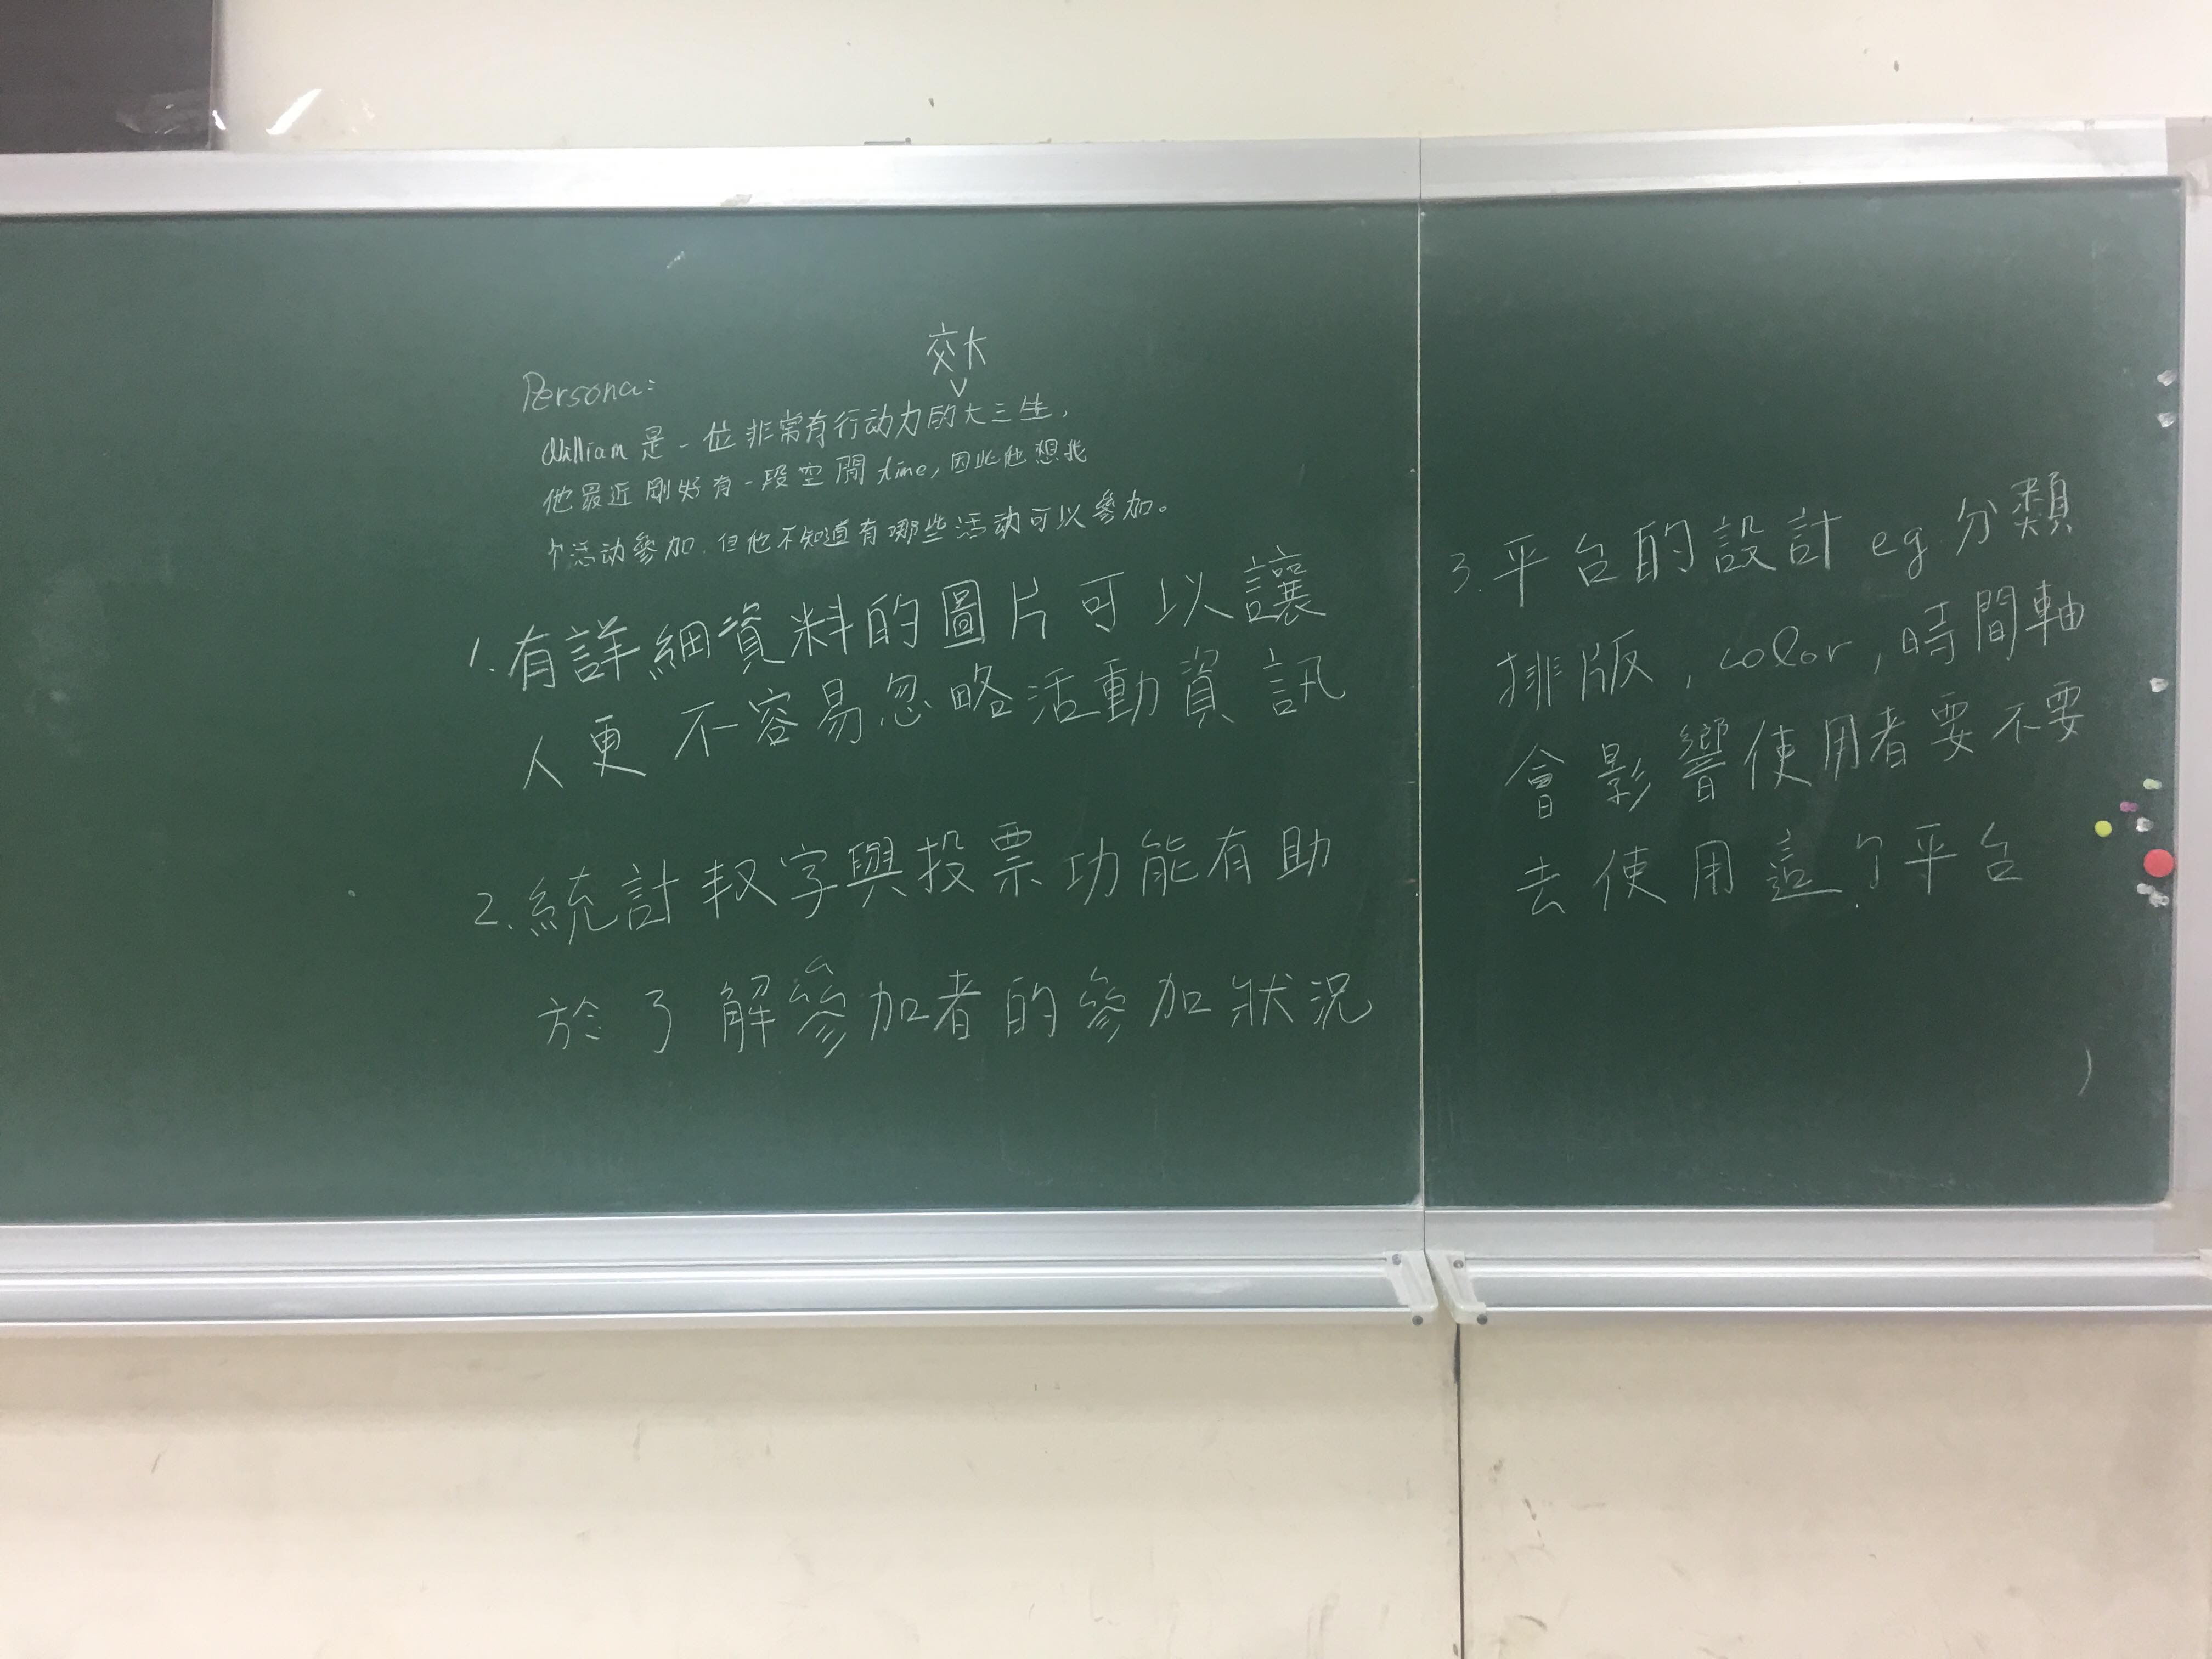 交大
Persona:
William 是一位非常有行动力的大三生，
他最近剛好有一段空閒 time, 因此他想找
个活动參加. 但他不知道有哪些活动可以參加。
1. 有詳細資料的圖片可以讓
人更不容易忽略活動資訊
2. 統計字與投票功能有助
於了解參加者的參加狀況
3. 平台的設計 eg 分類
排版, color, 時間軸
會影響使用者要不要
去使用這个平台